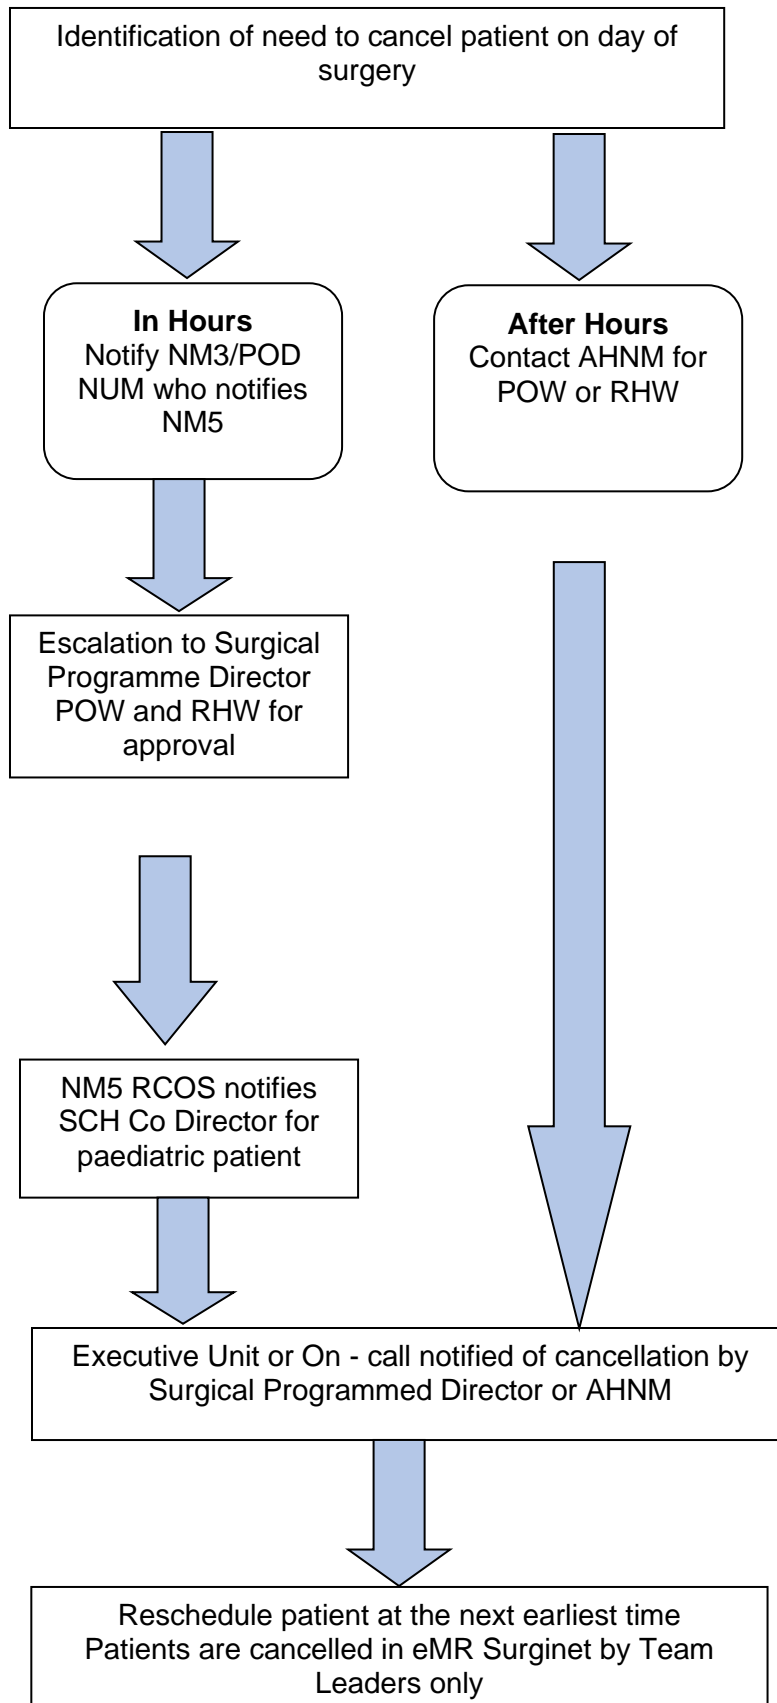 Identification of need to cancel patient on day of
surgery
In Hours
Notify NM3/POD
NUM who notifies
NM5
After Hours
Contact AHNM for
POW or RHW
Escalation to Surgical
Programme Director
POW and RHW for
approval
NM5 RCOS notifies
SCH Co Director for
paediatric patient
Executive Unit or On - call notified of cancellation by
Surgical Programmed Director or AHNM
Reschedule patient at the next earliest time
Patients are cancelled in eMR Surginet by Team
Leaders only